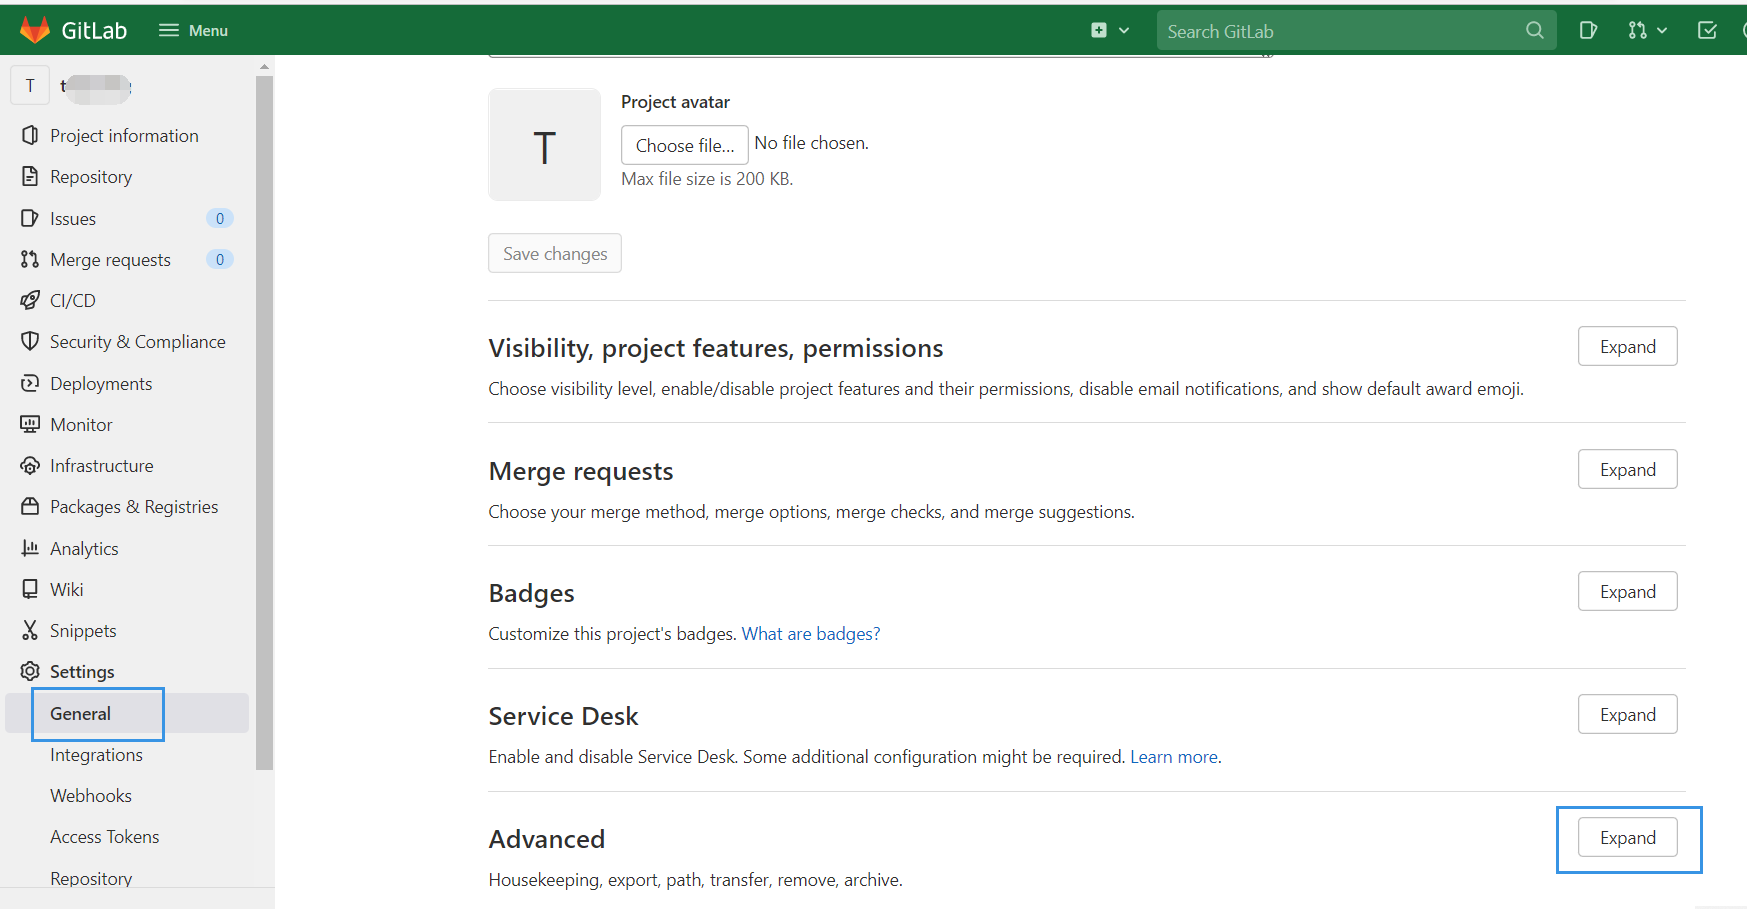 GitLab
Menu
Search GitLab
T
Project information
Repository
Issues
0
Merge requests
0
CI/CD
Security & Compliance
Deployments
Monitor
Infrastructure
Packages & Registries
Analytics
Wiki
Snippets
Settings
General
Integrations
Webhooks
Access Tokens
Repository
T
Project avatar
Choose file... No file chosen.
Max file size is 200 KB.
Save changes
Visibility, project features, permissions
Expand
Choose visibility level, enable/disable project features and their permissions, disable email notifications, and show default award emoji.
Merge requests
Expand
Choose your merge method, merge options, merge checks, and merge suggestions.
Badges
Expand
Customize this project's badges. What are badges?
Service Desk
Expand
Enable and disable Service Desk. Some additional configuration might be required. Learn more.
Advanced
Expand
Housekeeping, export, path, transfer, remove, archive.